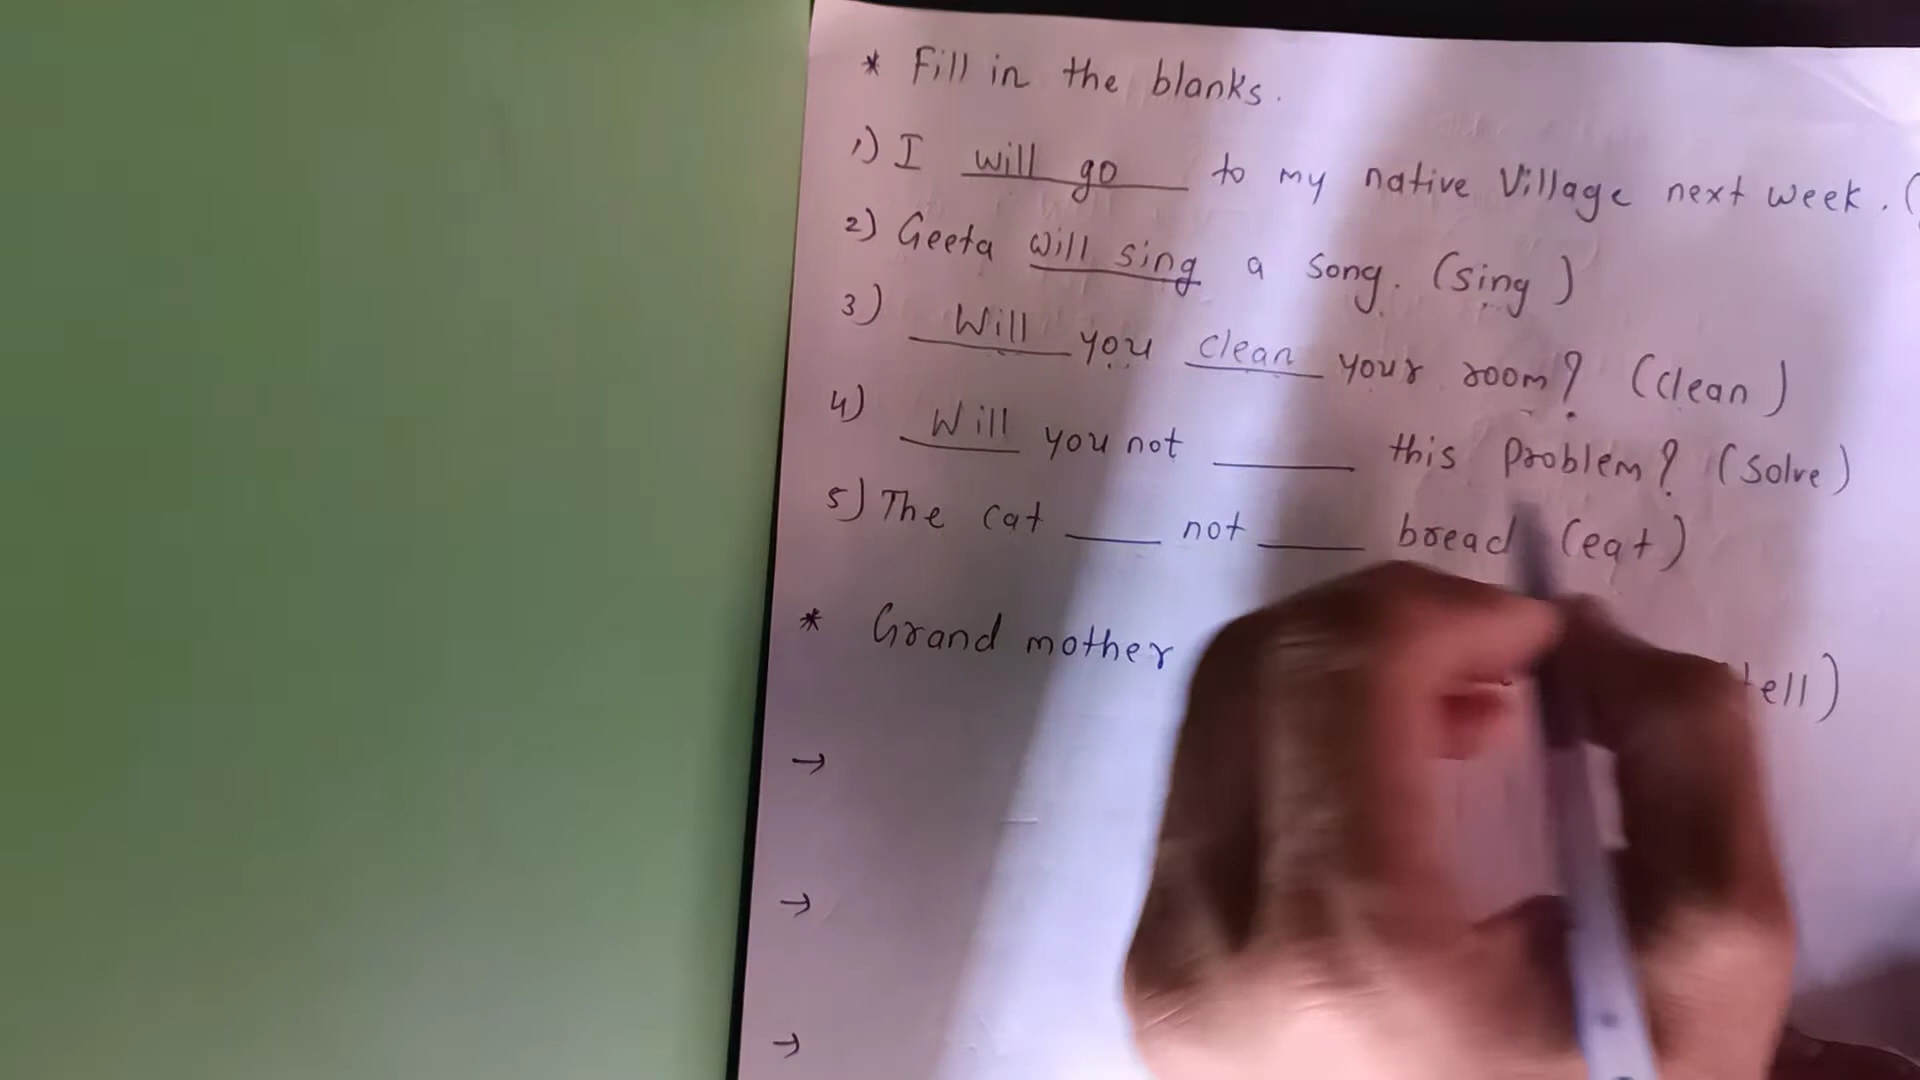 * Fill in the blanks.
1) I will go to my native Village next week. (
2) Geeta will sing a song. (sing)
3) Will you clean your room? (clean)
4) Will you not ____ this problem? (solve)
5) The cat ____ not ____ bread (eat)
* Grand mother tell)
→
→
→